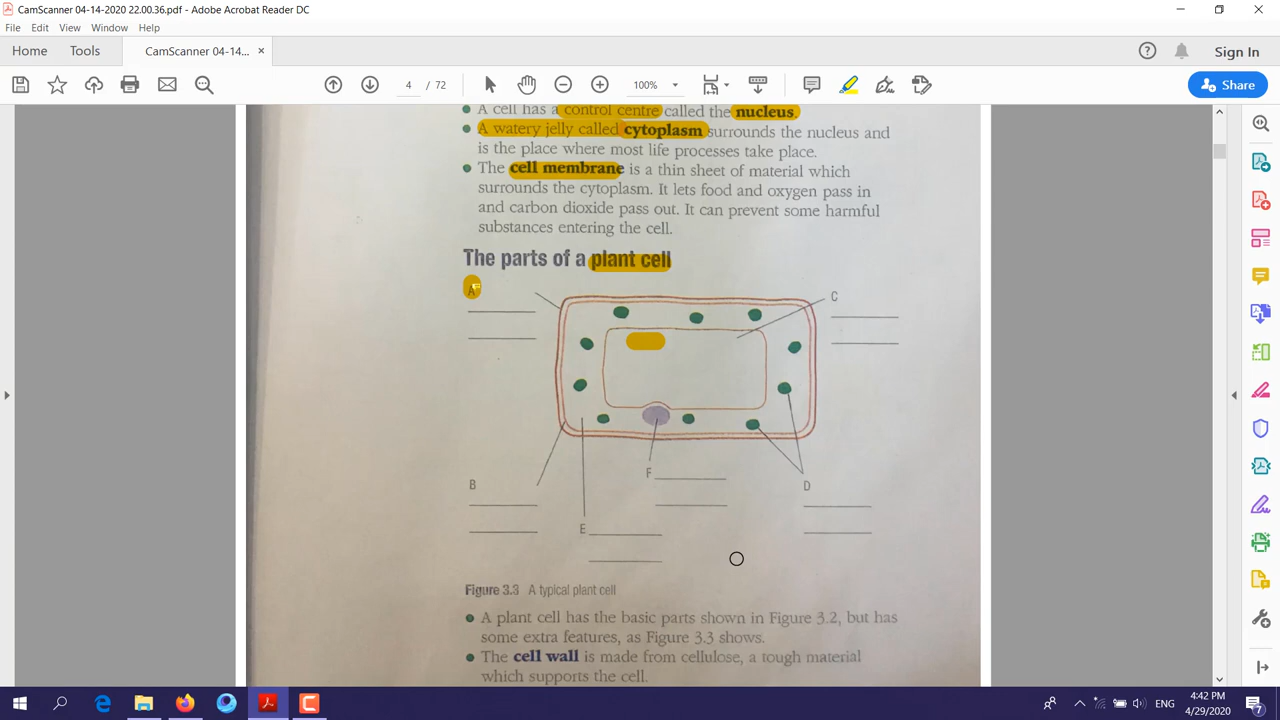 CamScanner 04-14-2020 22.00.36.pdf - Adobe Acrobat Reader DC
File Edit View Window Help
Home Tools CamScanner 04-14... × Sign In
4 / 72 100% Share
A cell has a control centre called the nucleus.
A watery jelly called cytoplasm surrounds the nucleus and
is the place where most life processes take place.
The cell membrane is a thin sheet of material which
surrounds the cytoplasm. It lets food and oxygen pass in
and carbon dioxide pass out. It can prevent some harmful
substances entering the cell.
The parts of a plant cell
A
C
F
B
D
E
Figure 3.3 A typical plant cell
A plant cell has the basic parts shown in Figure 3.2, but has
some extra features, as Figure 3.3 shows.
The cell wall is made from cellulose, a tough material
which supports the cell.
ENG
4:42 PM
4/29/2020
7